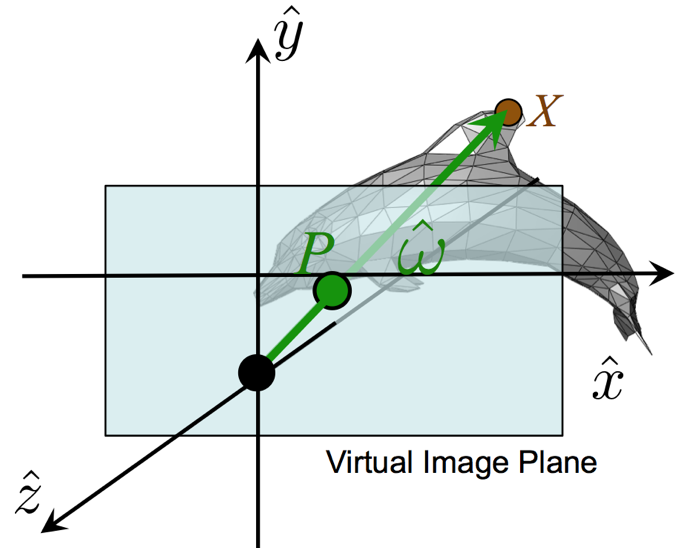 ŷ
X
P
ω̂
x̂
Virtual Image Plane
ẑ